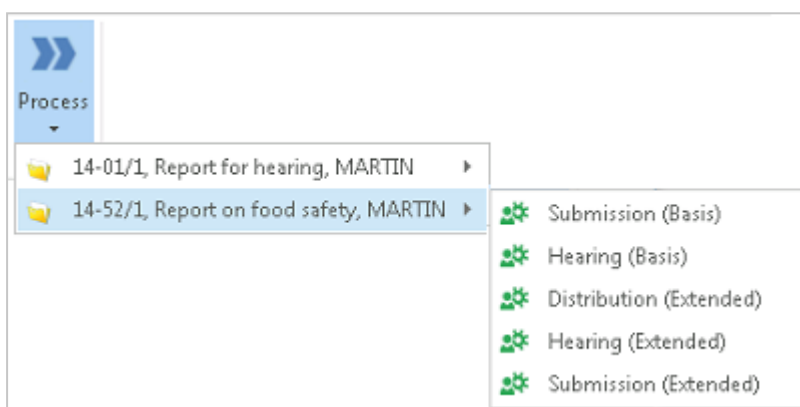 Process
14-01/1, Report for hearing, MARTIN
14-52/1, Report on food safety, MARTIN
Submission (Basis)
Hearing (Basis)
Distribution (Extended)
Hearing (Extended)
Submission (Extended)